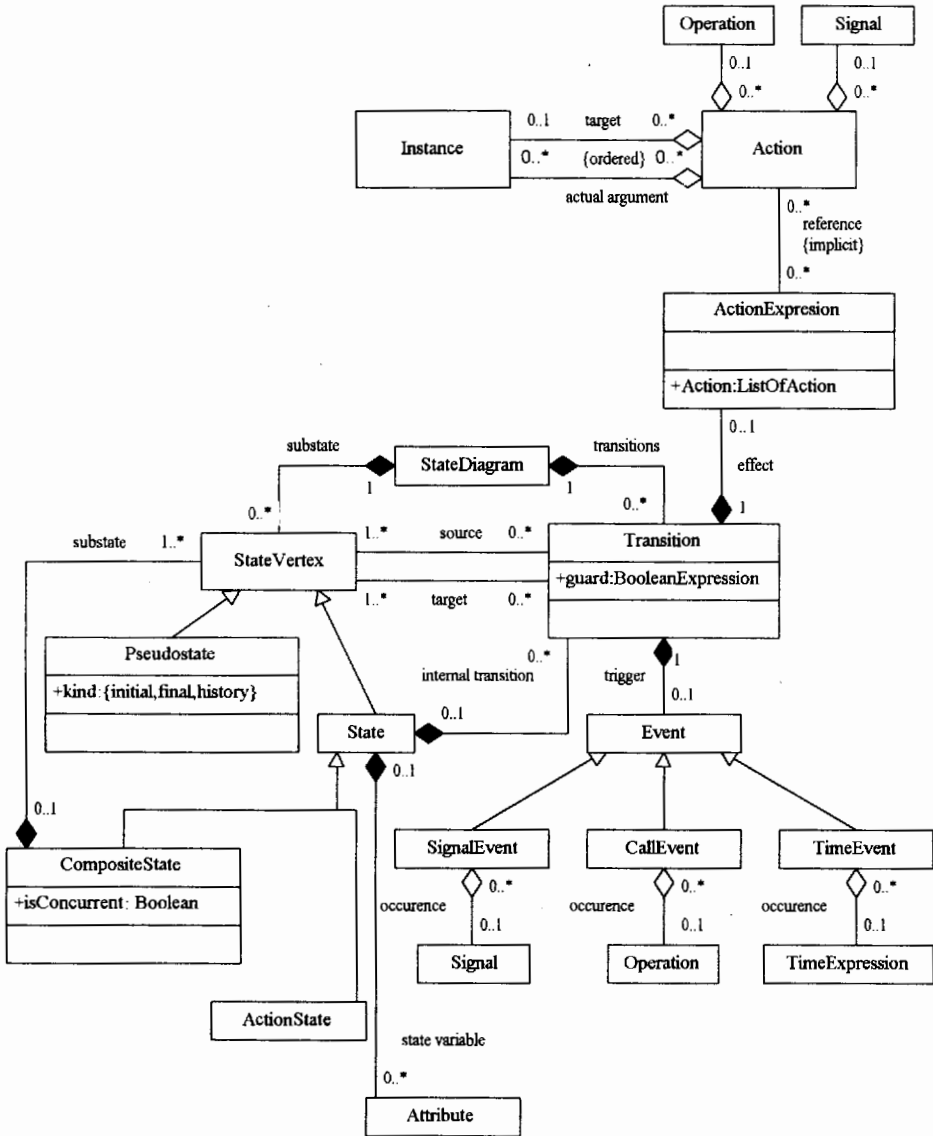 Operation
Signal
0..1
0..1
0..*
0..*
0..1 target 0..*
Instance
Action
0..* {ordered} 0..*
actual argument
0..*
reference
{implicit}
0..*
ActionExpresion
+Action:ListOfAction
0..1
substate
transitions
StateDiagram
effect
1
1
1
0..*
0..*
substate
1..*
1..* source 0..*
StateVertex
Transition
+guard:BooleanExpression
1..* target 0..*
Pseudostate
+kind:{initial,final,history}
0..*
internal transition
trigger
1
0..1
0..1
State
Event
0..1
0..1
CompositeState
+isConcurrent: Boolean
SignalEvent
CallEvent
TimeEvent
0..*
0..*
0..*
occurence
occurence
occurence
0..1
0..1
0..1
Signal
Operation
TimeExpression
ActionState
state variable
0..*
Attribute